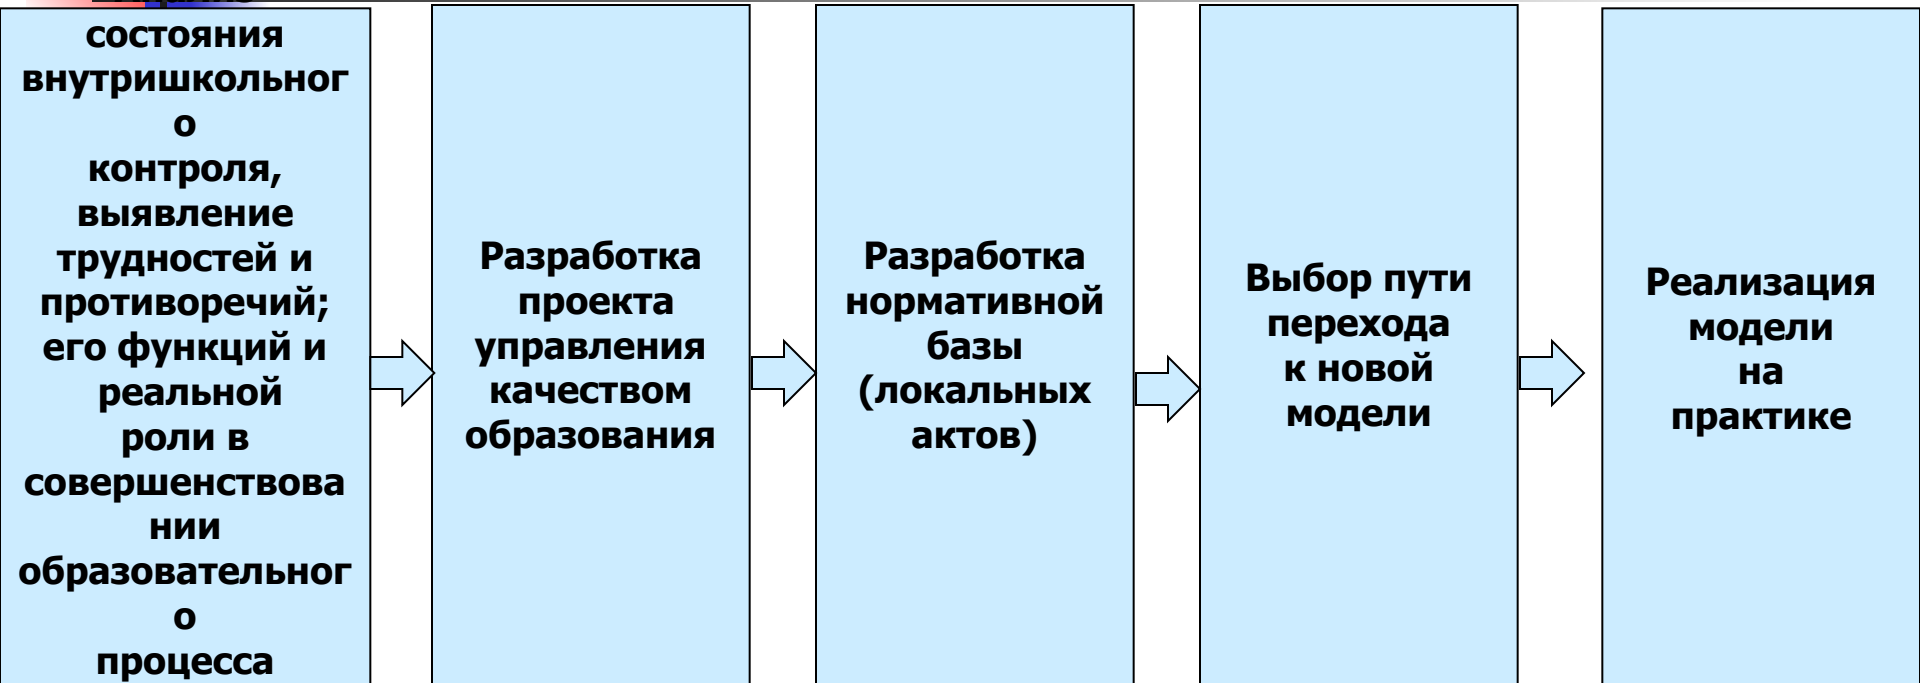 состояния
внутришкольног
о
контроля,
выявление
трудностей и
противоречий;
его функций и
реальной
роли в
совершенствова
нии
образовательног
о
процесса
Разработка
проекта
управления
качеством
образования
Разработка
нормативной
базы
(локальных
актов)
Выбор пути
перехода
к новой
модели
Реализация
модели
на
практике